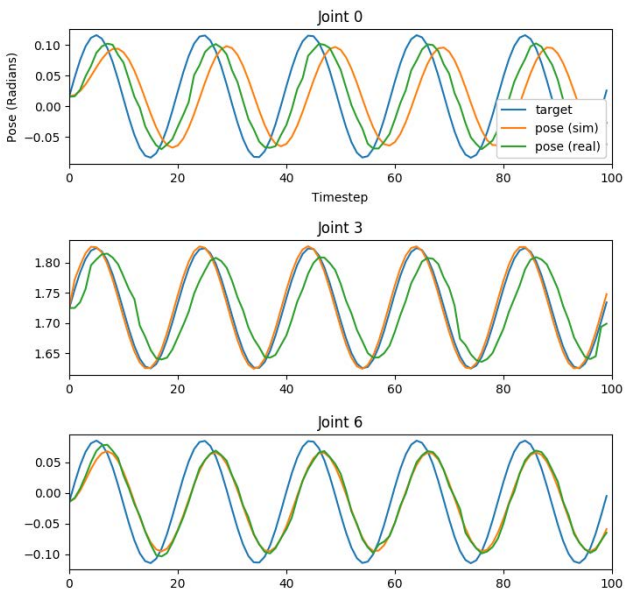 Joint 0
Pose (Radians)
0.10
0.05
0.00
−0.05
target
pose (sim)
pose (real)
0 20 40 60 80 100
Timestep
Joint 3
1.80
1.75
1.70
1.65
0 20 40 60 80 100
Joint 6
0.05
0.00
−0.05
−0.10
0 20 40 60 80 100